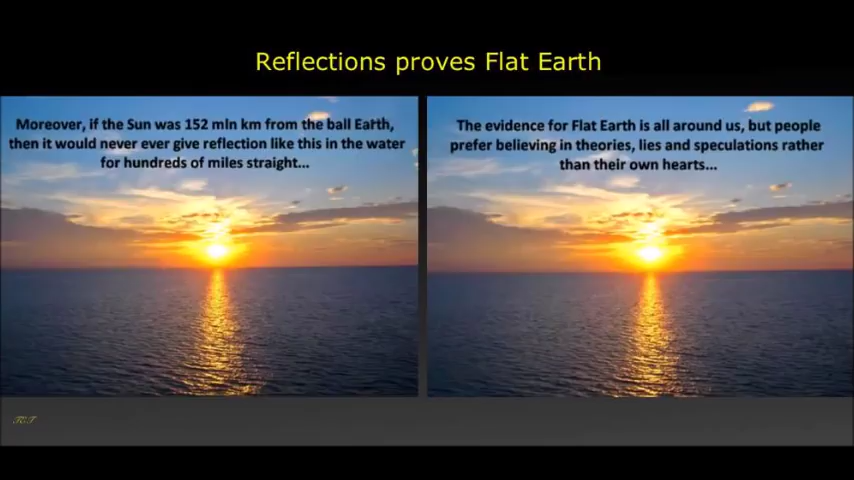 Reflections proves Flat Earth
Moreover, if the Sun was 152 mln km from the ball Earth,
then it would never ever give reflection like this in the water
for hundreds of miles straight...
The evidence for Flat Earth is all around us, but people
prefer believing in theories, lies and speculations rather
than their own hearts...